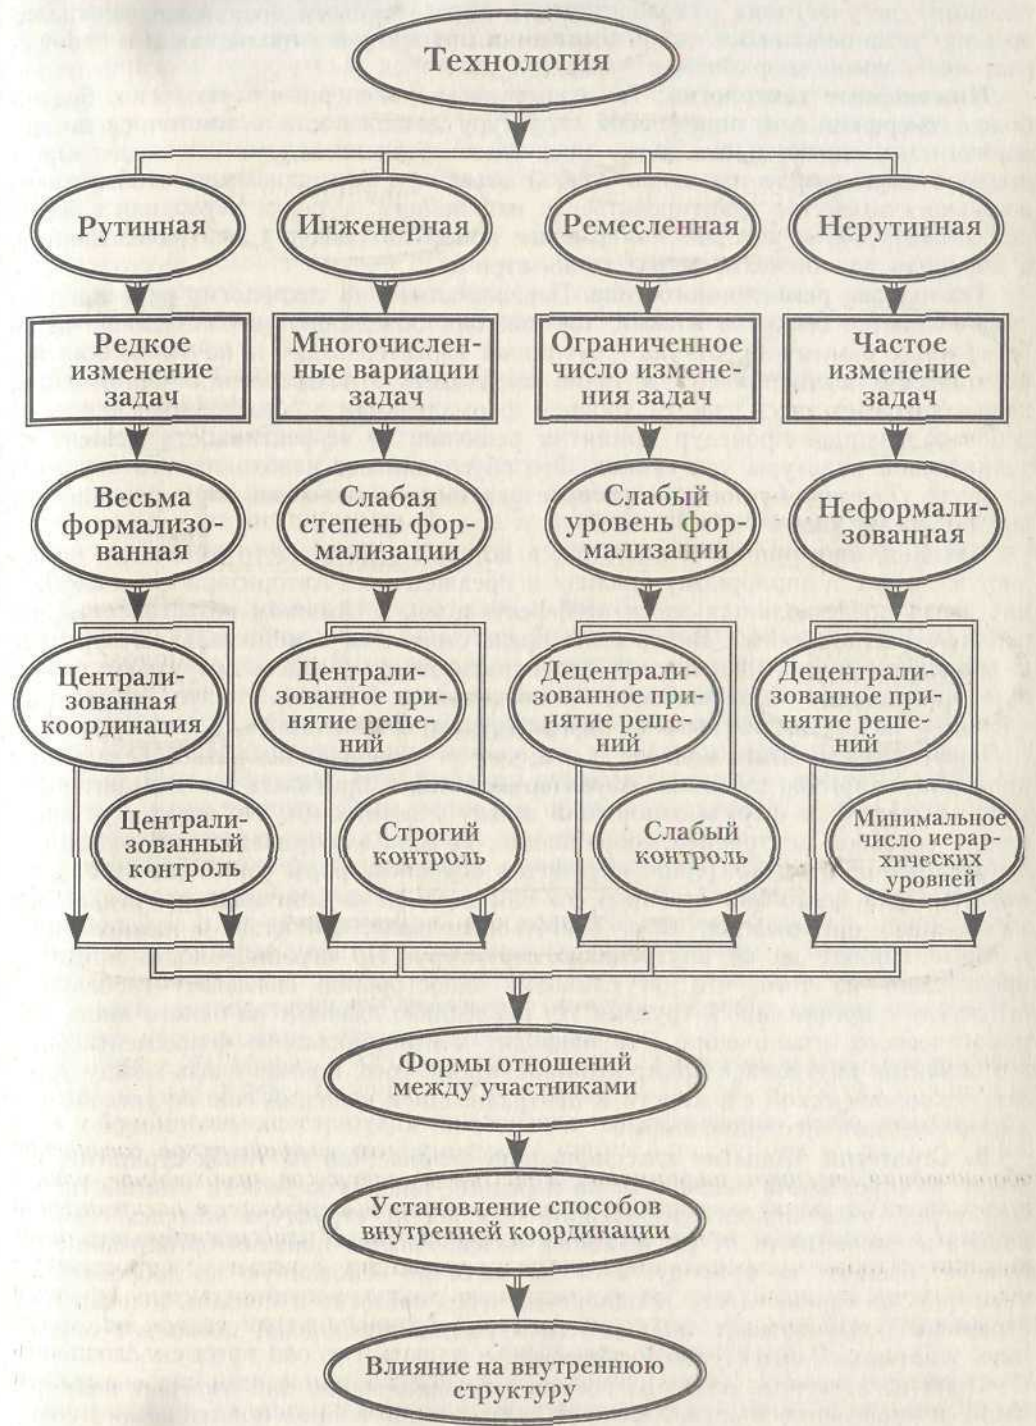 Технология
Рутинная
Инженерная
Ремесленная
Нерутинная
Редкое
изменение
задач
Многочислен-
ные вариации
задач
Ограниченное
число измене-
ния задач
Частое
изменение
задач
Весьма
формализо-
ванная
Слабая
степень фор-
мализации
Слабый
уровень фор-
мализации
Неформали-
зованная
Централи-
зованная
координация
Централи-
зованное при-
нятие реше-
ний
Децентрали-
зованное при-
нятие реше-
ний
Децентрали-
зованное при-
нятие реше-
ний
Централи-
зованный
контроль
Строгий
контроль
Слабый
контроль
Минимальное
число иерар-
хических
уровней
Формы отношений
между участниками
Установление способов
внутренней координации
Влияние на внутреннюю
структуру